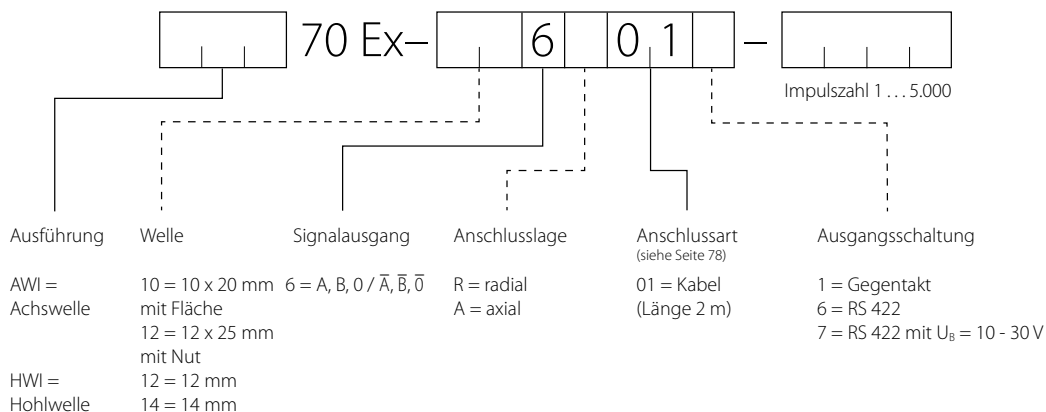 70 Ex– 6 0 1 –
Impulszahl 1 . . . 5.000
Ausführung Welle Signalausgang Anschlusslage Anschlussart Ausgangsschaltung
(siehe Seite 78)
AWI = 10 = 10 x 20 mm 6 = A, B, 0 / A̅, B̅, 0̅ R = radial 01 = Kabel 1 = Gegentakt
Achswelle mit Fläche A = axial (Länge 2 m) 6 = RS 422
12 = 12 x 25 mm 7 = RS 422 mit U_B = 10 - 30 V
mit Nut
HWI = 12 = 12 mm
Hohlwelle 14 = 14 mm